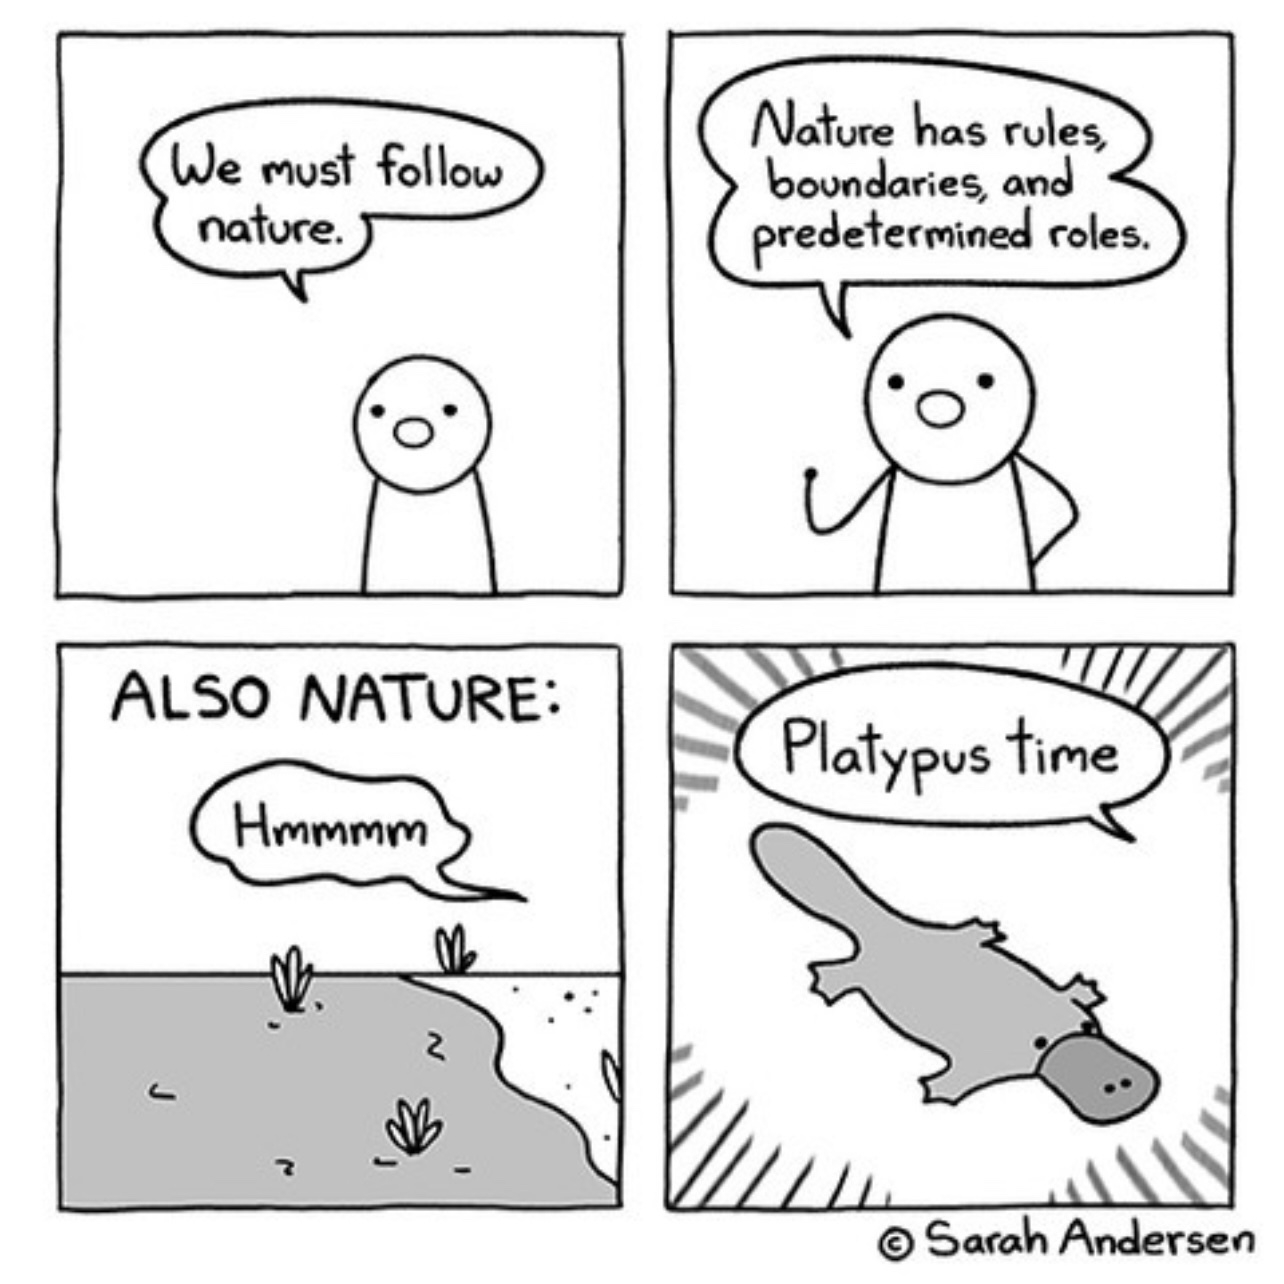 We must follow
nature.
Nature has rules,
boundaries, and
predetermined roles.
ALSO NATURE:
Hmmmm
Platypus time
© Sarah Andersen